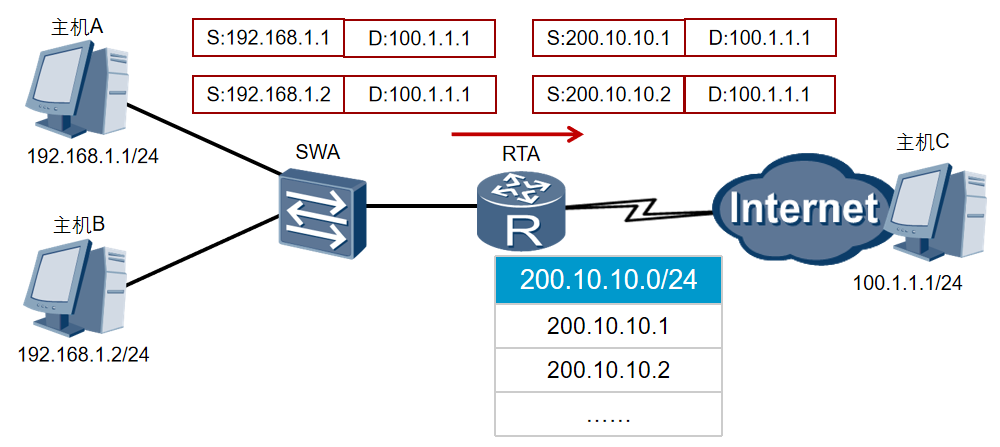 主机A
S:192.168.1.1 D:100.1.1.1 S:200.10.10.1 D:100.1.1.1
S:192.168.1.2 D:100.1.1.1 S:200.10.10.2 D:100.1.1.1
192.168.1.1/24
SWA
RTA
主机C
主机B
R
Internet
200.10.10.0/24
100.1.1.1/24
200.10.10.1
192.168.1.2/24
200.10.10.2
……